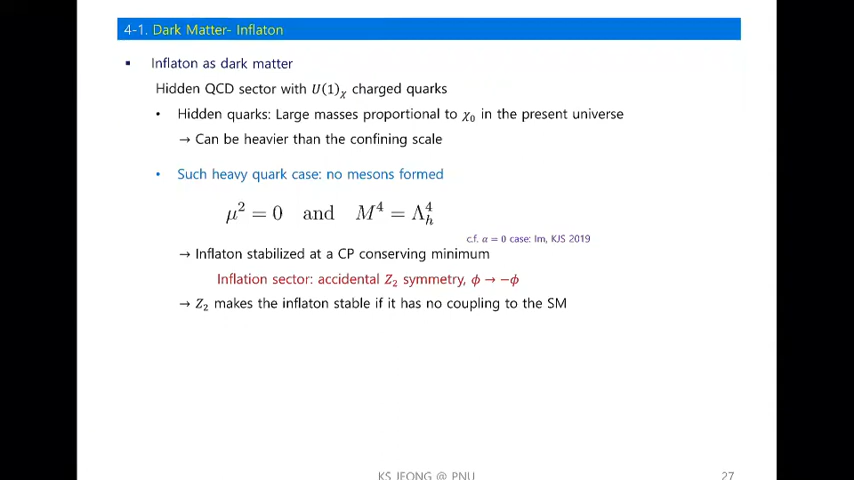 4-1. Dark Matter- Inflaton
▪ Inflaton as dark matter
Hidden QCD sector with U(1)χ charged quarks
• Hidden quarks: Large masses proportional to χ₀ in the present universe
→ Can be heavier than the confining scale
• Such heavy quark case: no mesons formed
μ² = 0 and M⁴ = Λₕ⁴
c.f. α = 0 case: Im, KJS 2019
→ Inflaton stabilized at a CP conserving minimum
Inflation sector: accidental Z₂ symmetry, ϕ → −ϕ
→ Z₂ makes the inflaton stable if it has no coupling to the SM
KS JEONG @ PNU
27